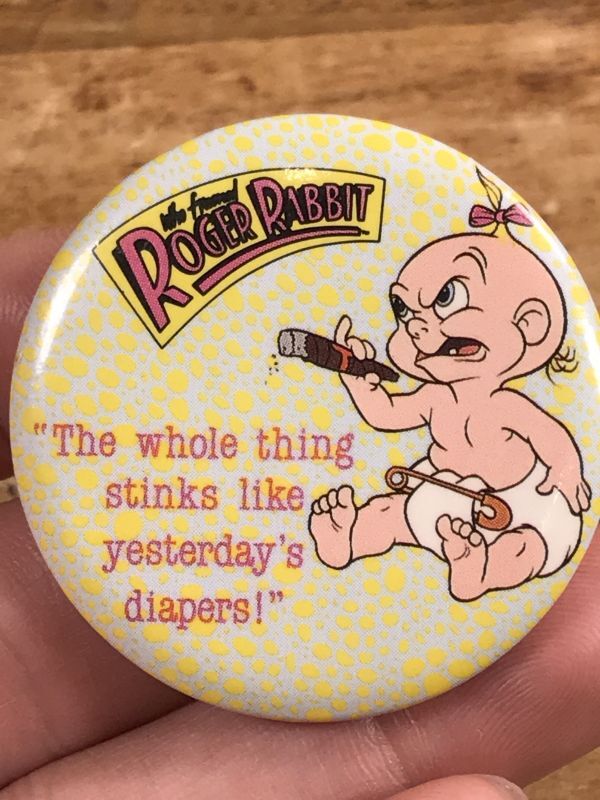 Who framed
ROGER RABBIT
"The whole thing
stinks like
yesterday's
diapers!"